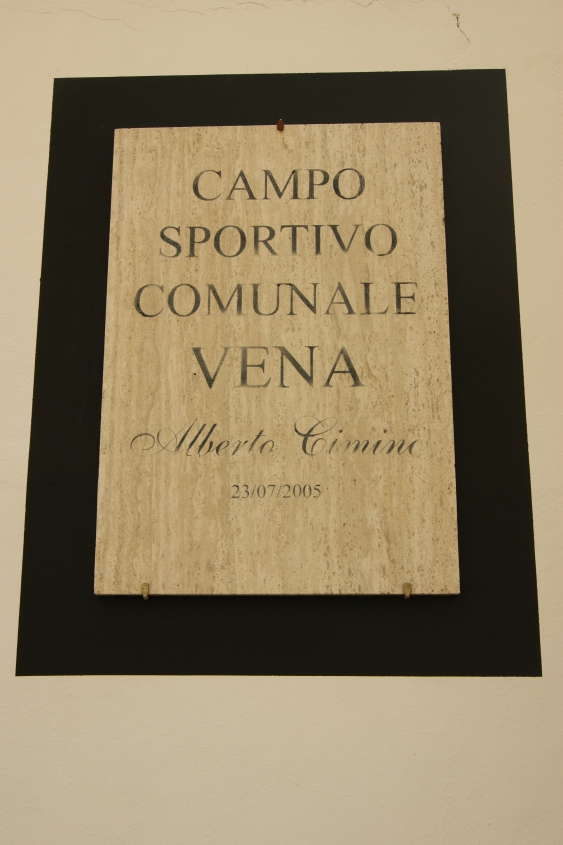 CAMPO
SPORTIVO
COMUNALE
VENA
Alberto Cimino
23/07/2005